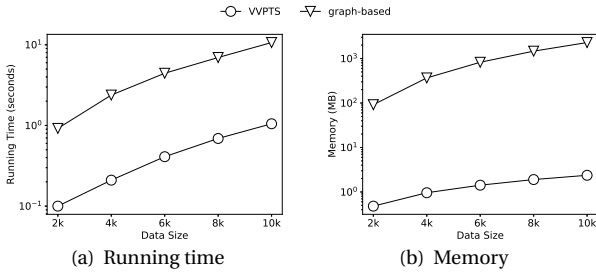 VVPTS graph-based
Running Time (seconds)
10¹
10⁰
10⁻¹
2k 4k 6k 8k 10k
Data Size
(a) Running time
Memory (MB)
10³
10²
10¹
10⁰
2k 4k 6k 8k 10k
Data Size
(b) Memory